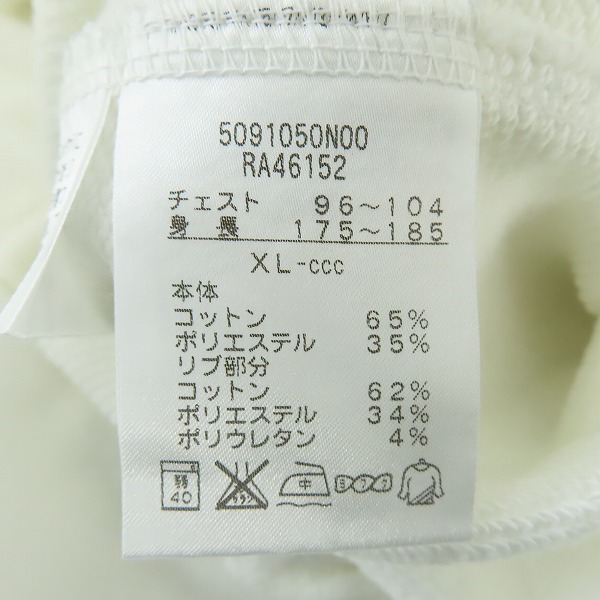 5091050N00
RA46152
チェスト 96～104
身長 175～185
XL-ccc
本体
コットン 65%
ポリエステル 35%
リブ部分
コットン 62%
ポリエステル 34%
ポリウレタン 4%
弱 40 中